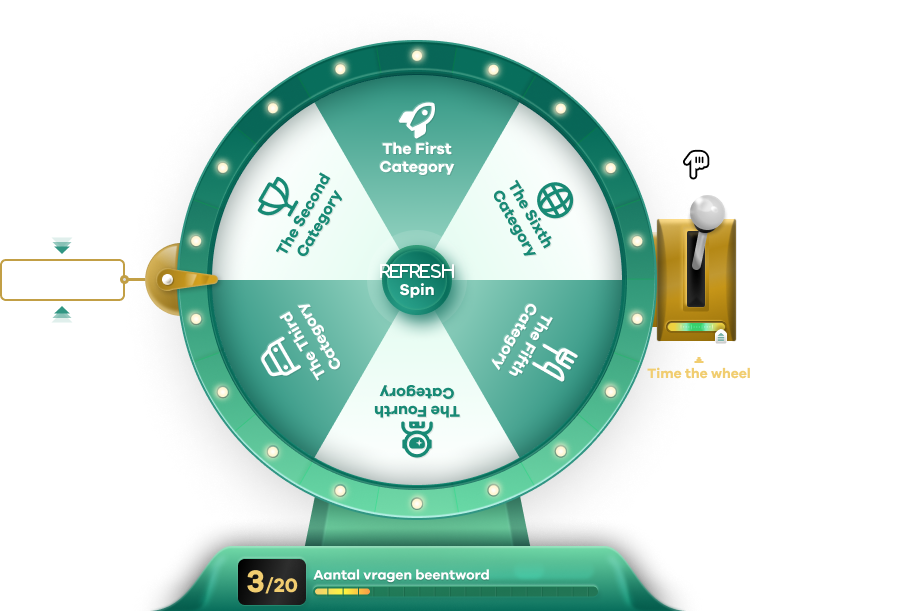 The First
Category
The Second
Category
The Sixth
Category
REFRESH
Spin
The Third
Category
The Fifth
Category
The Fourth
Category
Time the wheel
3/20
Aantal vragen beentword